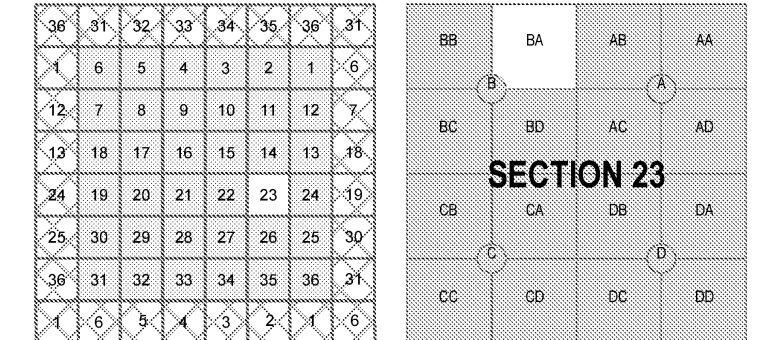 36 31 32 33 34 35 36 31
1 6 5 4 3 2 1 6
12 7 8 9 10 11 12 7
13 18 17 16 15 14 13 18
24 19 20 21 22 23 24 19
25 30 29 28 27 26 25 30
36 31 32 33 34 35 36 31
1 6 5 4 3 2 1 6
BB BA AB AA
B A
BC BD AC AD
SECTION 23
CB CA DB DA
C D
CC CD DC DD